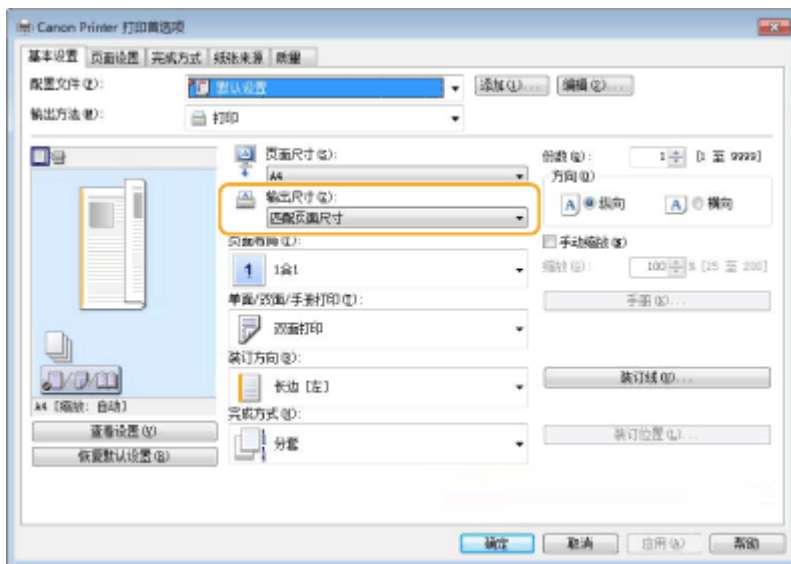 Canon Printer 打印首选项
基本设置 页面设置 完成方式 纸张来源 质量
配置文件(F): 默认设置 添加(1)... 编辑(2)...
输出方法(M): 打印
页面尺寸(S): 份数(N): 1 [1 至 9999]
A4 方向(O)
输出尺寸(Z): A 纵向 A 横向
匹配页面尺寸
页面布局(L): 手动缩放(W)
1 1合1 缩放(G): 100 % [25 至 200]
单面/双面/手册打印(T): 手册(K)...
双面打印
装订方向(B):
长边 [左] 装订线(U)...
A4 [缩放: 自动] 完成方式(H):
查看设置(V) 分套 装订位置(L)...
恢复默认设置(R)
确定 取消 应用(A) 帮助